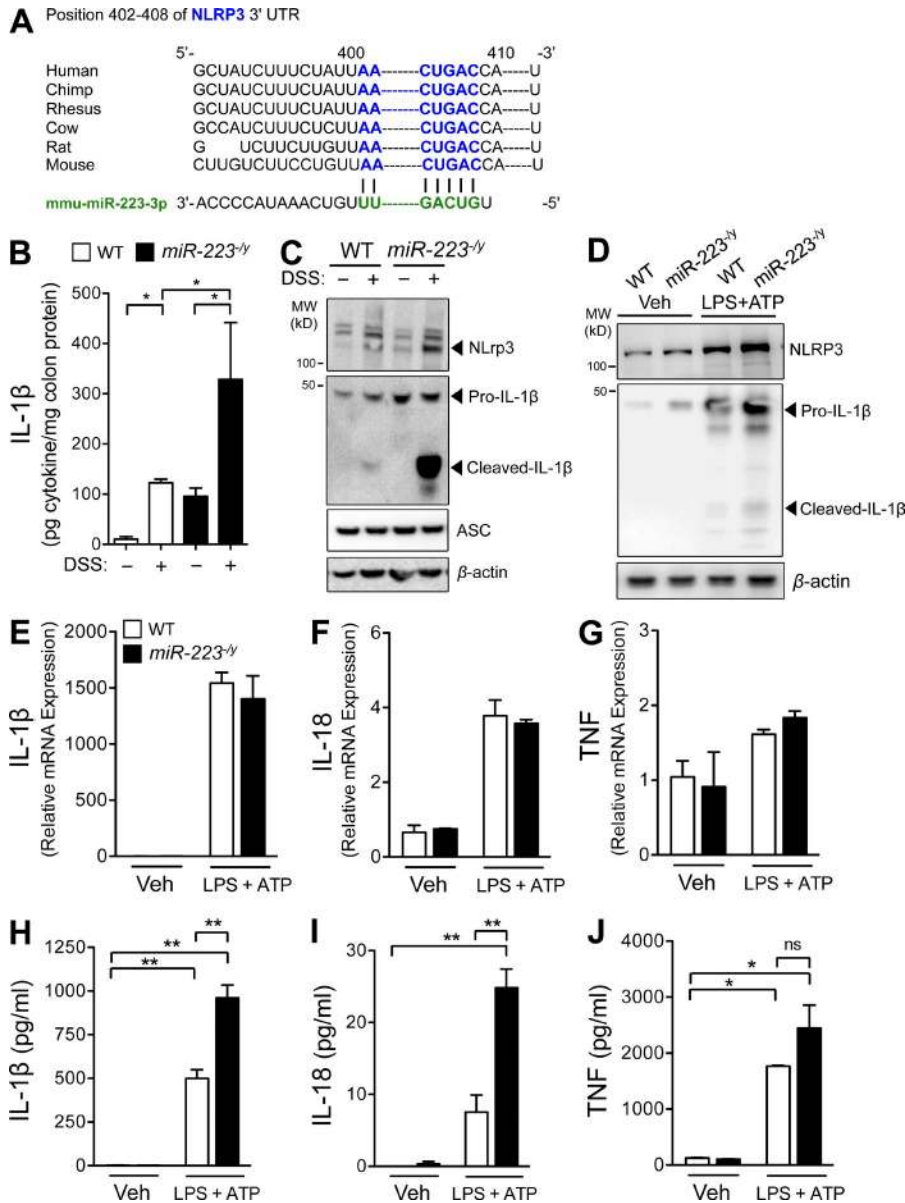 A Position 402-408 of NLRP3 3' UTR
5'- 400 410 -3'
Human GCUAUCUUUCUAUUAA-------CUGACCA-----U
Chimp GCUAUCUUUCUAUUAA-------CUGACCA-----U
Rhesus GCUAUCUUUCUAUUAA-------CUGACCA-----U
Cow GCCAUCUUUCUCUUAA-------CUGACCA-----U
Rat G UCUUCUUGUUAA-------CUGACCA-----U
Mouse CUUGUCUUCCUGUUAA-------CUGACCA-----U
mmu-miR-223-3p 3'-ACCCCAUAAACUGUUU-------GACUGU -5'
B WT miR-223-/y
IL-1β
(pg cytokine/mg colon protein)
500
400
300
200
100
0
* * *
DSS: – + – +
C WT miR-223-/y
DSS: – + – +
MW
(kD)
NLrp3
100
50
Pro-IL-1β
Cleaved-IL-1β
ASC
β-actin
D WT miR-223-/y WT miR-223-/y
Veh LPS+ATP
MW
(kD)
NLRP3
100
50
Pro-IL-1β
Cleaved-IL-1β
β-actin
E WT
miR-223-/y
IL-1β
(Relative mRNA Expression)
2000
1500
1000
500
0
Veh LPS + ATP
F
IL-18
(Relative mRNA Expression)
6
4
2
0
Veh LPS + ATP
G
TNF
(Relative mRNA Expression)
3
2
1
0
Veh LPS + ATP
H
IL-1β (pg/ml)
1250
1000
750
500
250
0
**
**
**
Veh LPS + ATP
I
IL-18 (pg/ml)
30
20
10
0
**
**
Veh LPS + ATP
J
TNF (pg/ml)
4000
3000
2000
1000
0
ns
*
*
Veh LPS + ATP